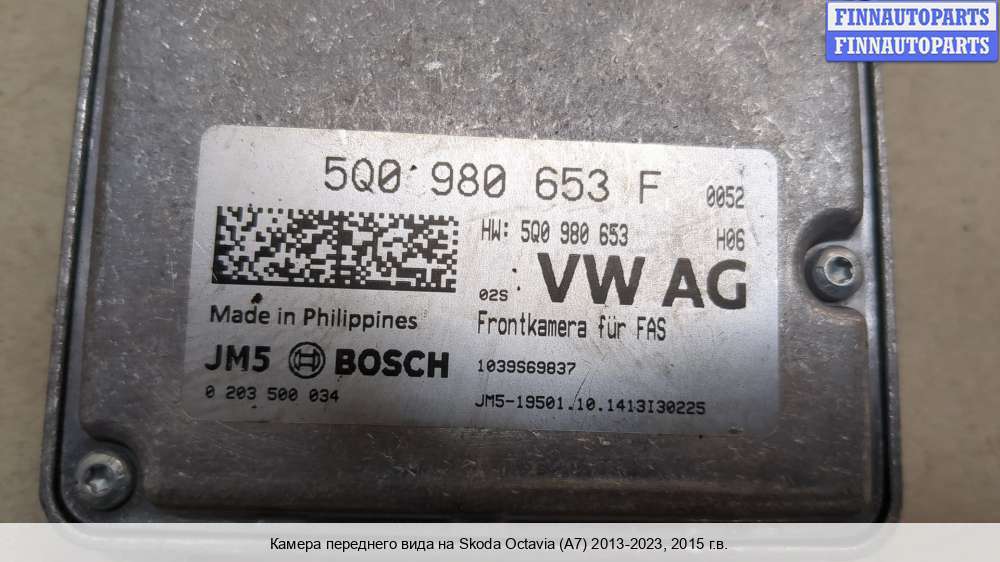 FINNAUTOPARTS
FINNAUTOPARTS
5Q0 980 653 F 0052
HW: 5Q0 980 653 H06
02S VW AG
Made in Philippines
Frontkamera für FAS
JM5 BOSCH
1039S69837
0 203 500 034
JM5-19501.10.1413I30225
Камера переднего вида на Skoda Octavia (A7) 2013-2023, 2015 г.в.